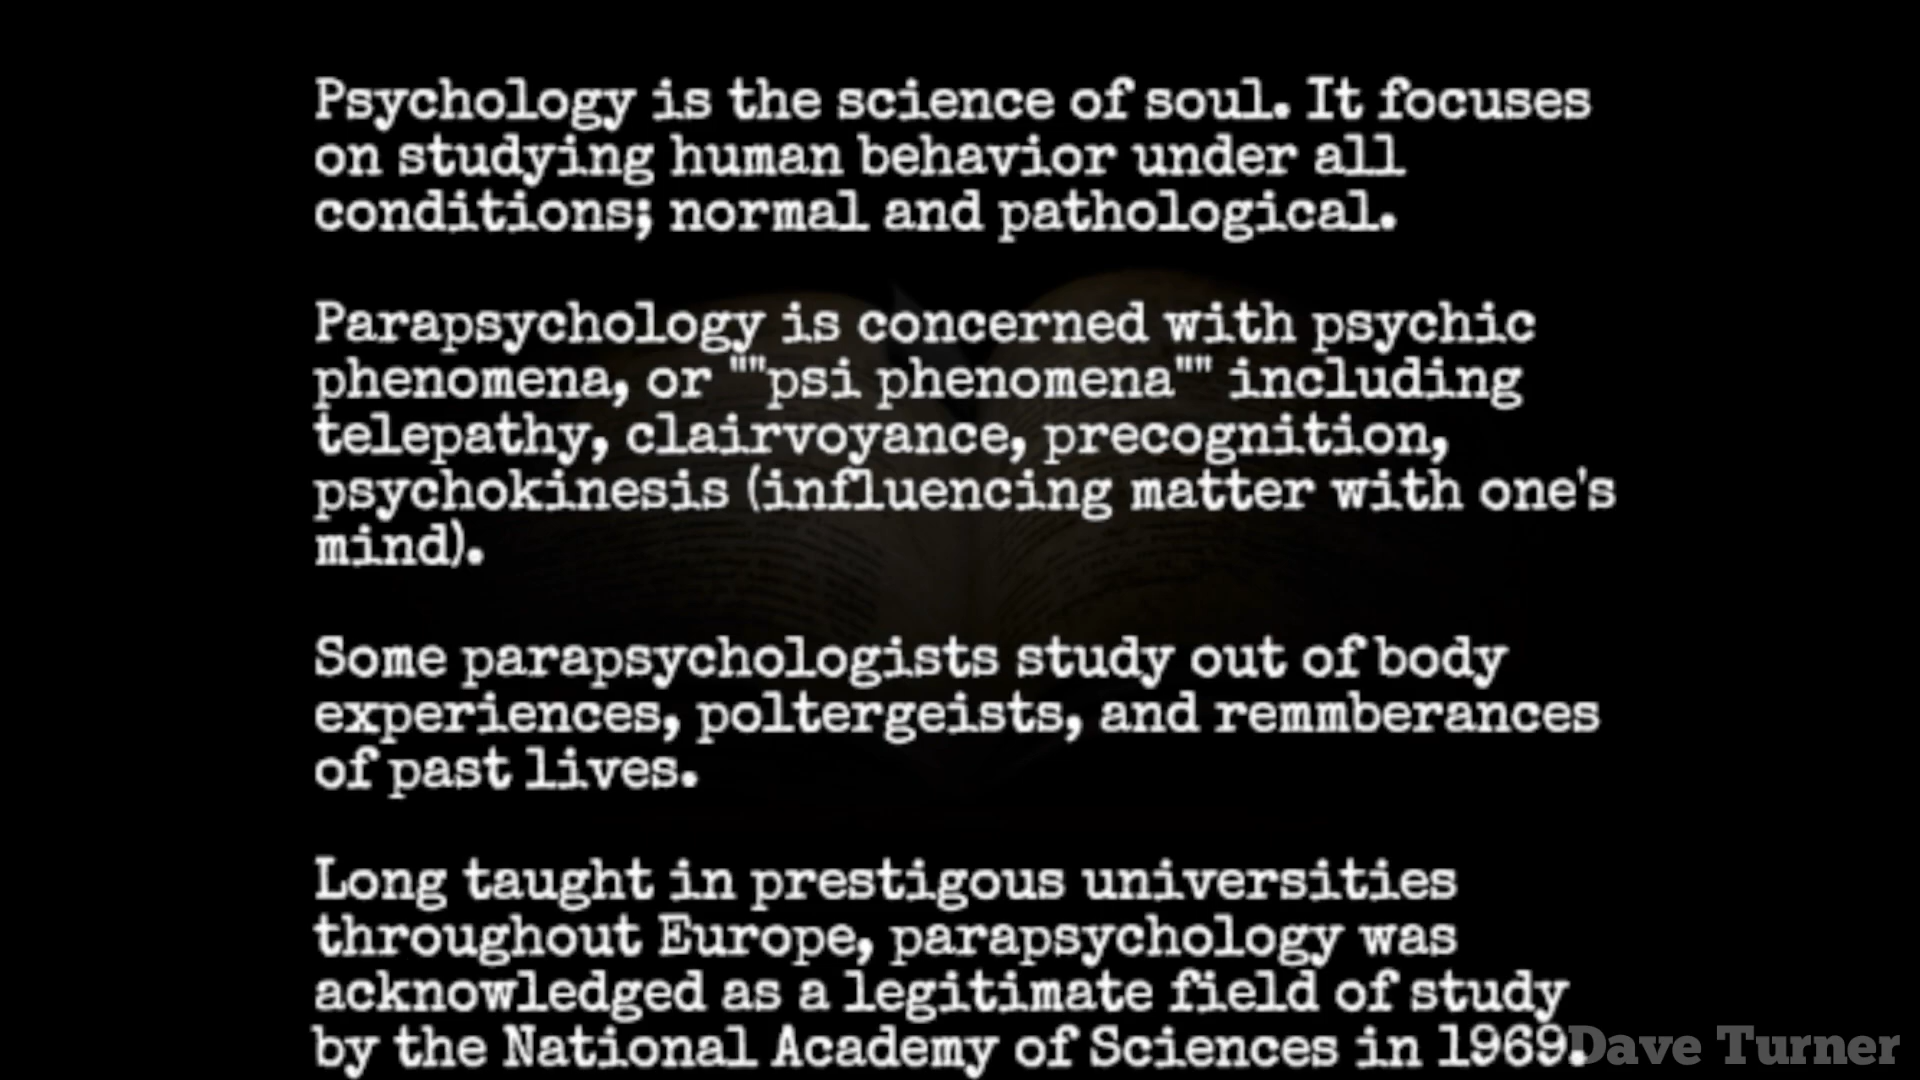 Psychology is the science of soul. It focuses
on studying human behavior under all
conditions; normal and pathological.
Parapsychology is concerned with psychic
phenomena, or ""psi phenomena"" including
telepathy, clairvoyance, precognition,
psychokinesis (influencing matter with one's
mind).
Some parapsychologists study out of body
experiences, poltergeists, and remmberances
of past lives.
Long taught in prestigous universities
throughout Europe, parapsychology was
acknowledged as a legitimate field of study
by the National Academy of Sciences in 1969.
Dave Turner